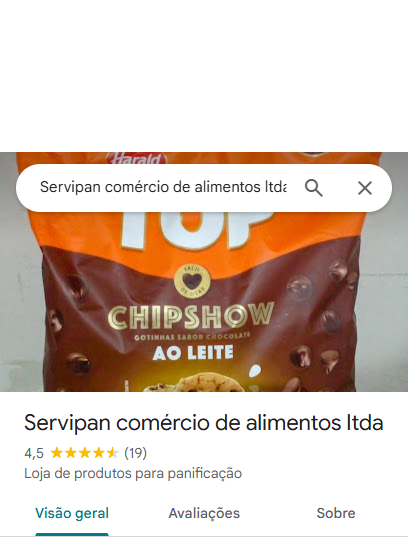 Harald
Servipan comércio de alimentos ltda
TOP
FÁCIL
DE USAR
CHIPSHOW
GOTINHAS SABOR CHOCOLATE
AO LEITE
Servipan comércio de alimentos ltda
4,5 (19)
Loja de produtos para panificação
Visão geral Avaliações Sobre